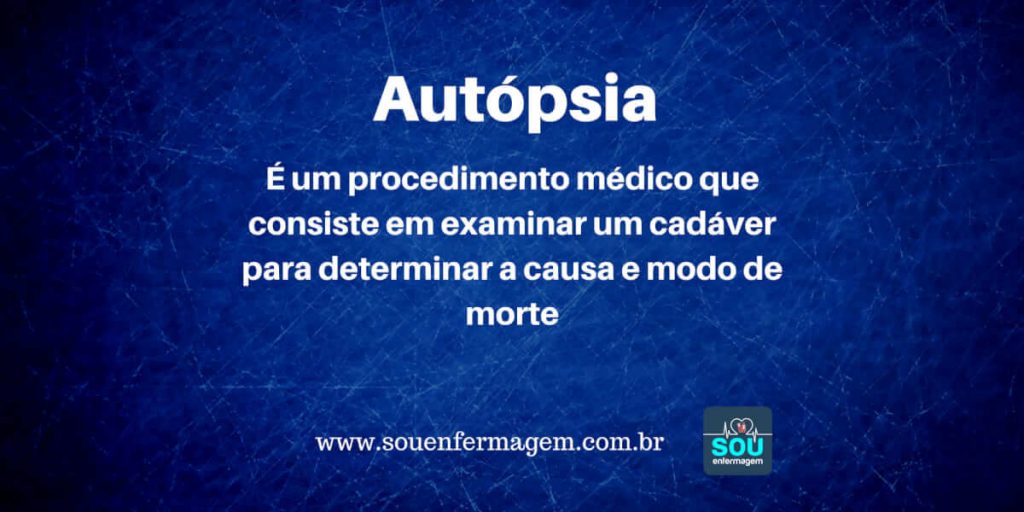 Autópsia
É um procedimento médico que
consiste em examinar um cadáver
para determinar a causa e modo de
morte
www.souenfermagem.com.br
SOU
enfermagem